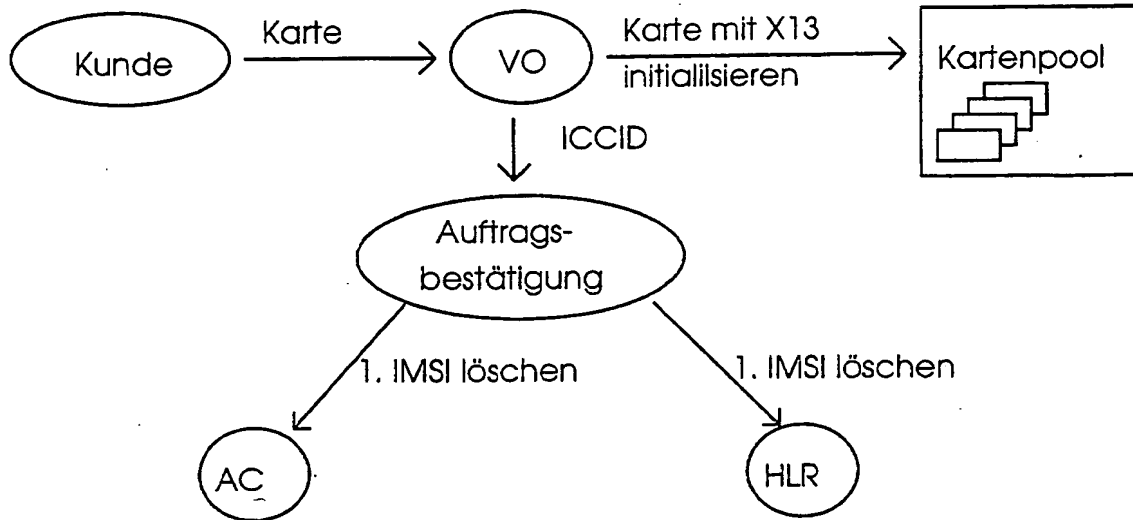 Kunde
Karte
VO
Karte mit X13
initialilsieren
Kartenpool
ICCID
Auftrags-
bestätigung
1. IMSI löschen
1. IMSI löschen
AC
HLR